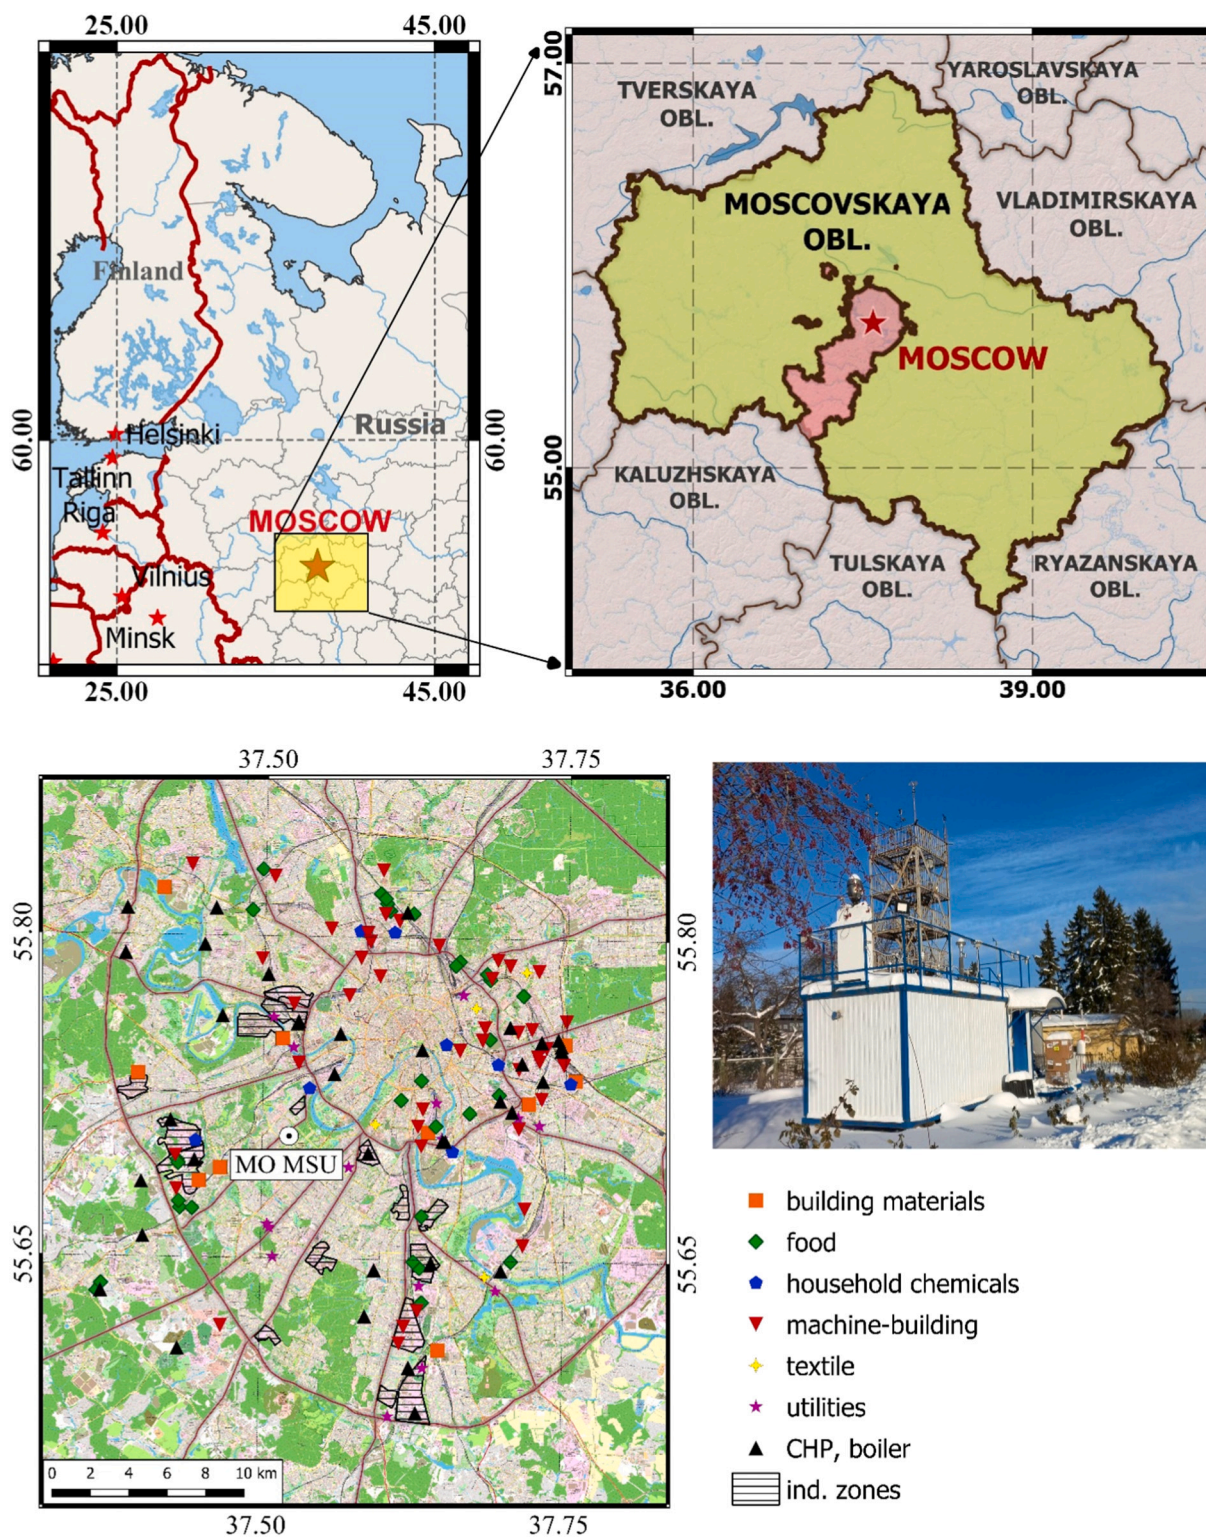 25.00
45.00
60.00
60.00
Finland
Russia
Helsinki
Tallinn
Riga
MOSCOW
Vilnius
Minsk
25.00
45.00
57.00
55.00
TVERSKAYA
OBL.
YAROSLAVSKAYA
OBL.
MOSCOVSKAYA
OBL.
VLADIMIRSKAYA
OBL.
MOSCOW
KALUZHSKAYA
OBL.
TULSKAYA
OBL.
RYAZANSKAYA
OBL.
36.00
39.00
37.50
37.75
55.80
55.80
MO MSU
55.65
55.65
0 2 4 6 8 10 km
37.50
37.75
building materials
food
household chemicals
machine-building
textile
utilities
CHP, boiler
ind. zones